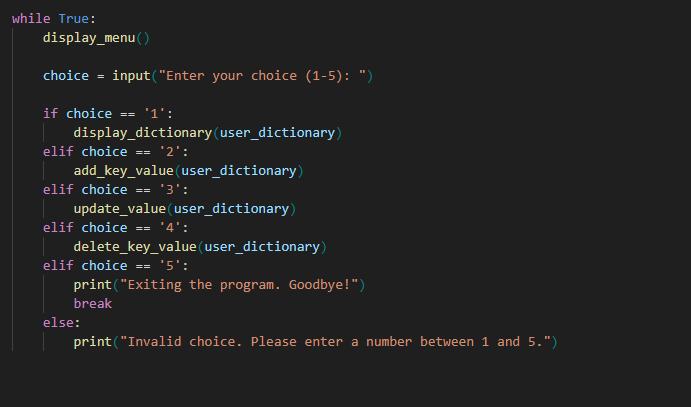 while True:
    display_menu()
    choice = input("Enter your choice (1-5): ")
    if choice == '1':
        display_dictionary(user_dictionary)
    elif choice == '2':
        add_key_value(user_dictionary)
    elif choice == '3':
        update_value(user_dictionary)
    elif choice == '4':
        delete_key_value(user_dictionary)
    elif choice == '5':
        print("Exiting the program. Goodbye!")
        break
    else:
        print("Invalid choice. Please enter a number between 1 and 5.")